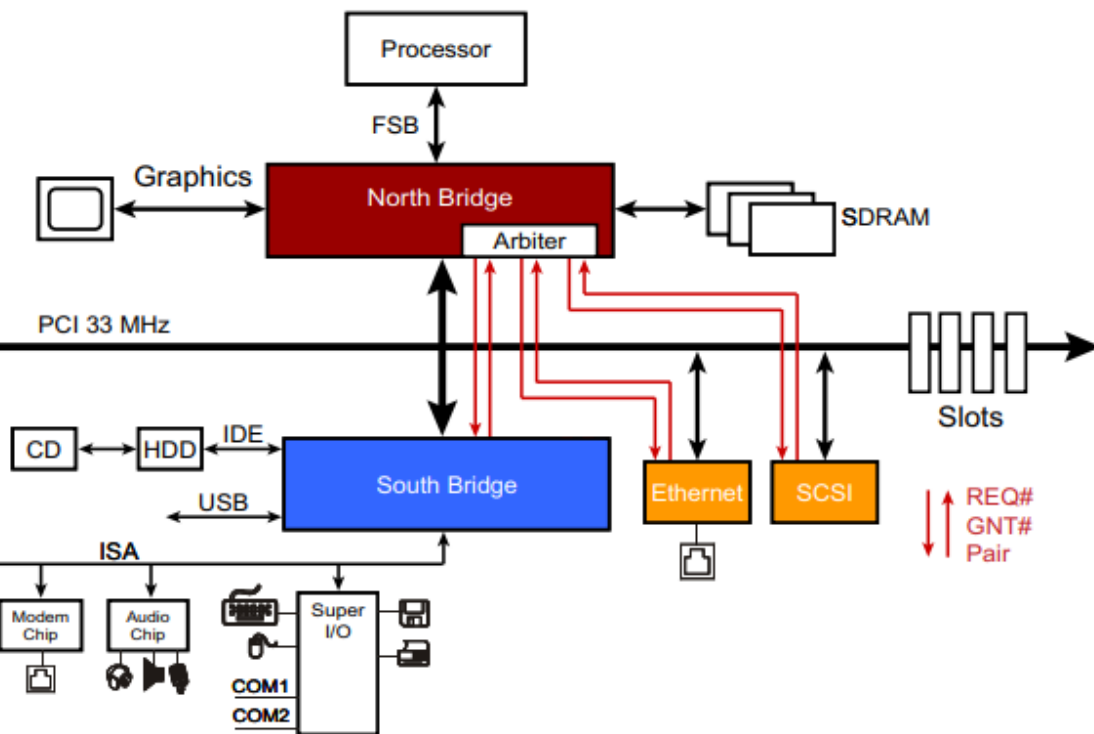 Processor
FSB
Graphics
North Bridge
Arbiter
SDRAM
PCI 33 MHz
Slots
CD
HDD
IDE
South Bridge
Ethernet
SCSI
USB
REQ#
GNT#
Pair
ISA
Modem
Chip
Audio
Chip
Super
I/O
COM1
COM2